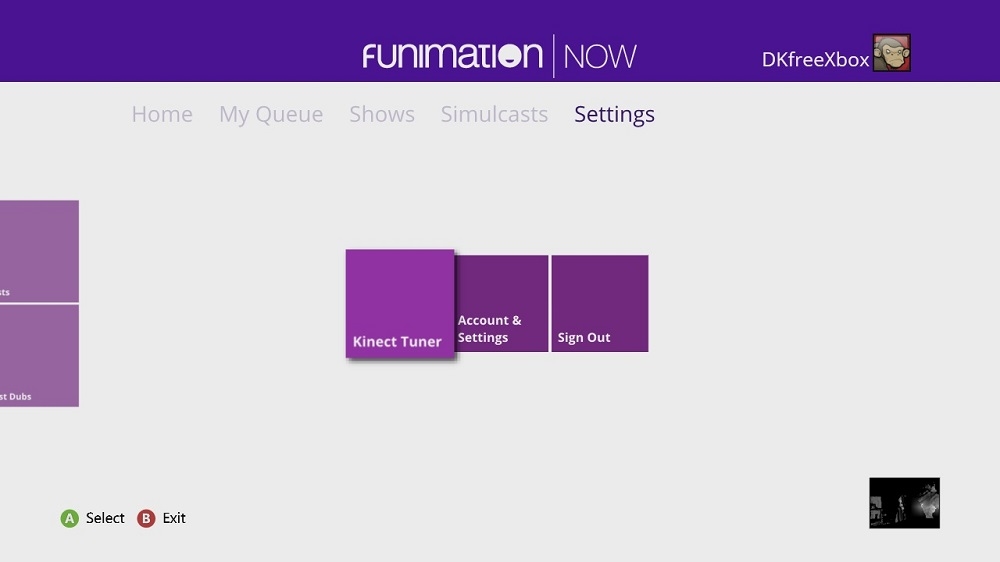 FUNIMATION | NOW
DKfreeXbox
Home My Queue Shows Simulcasts Settings
sts
st Dubs
Kinect Tuner
Account &
Settings
Sign Out
A Select B Exit